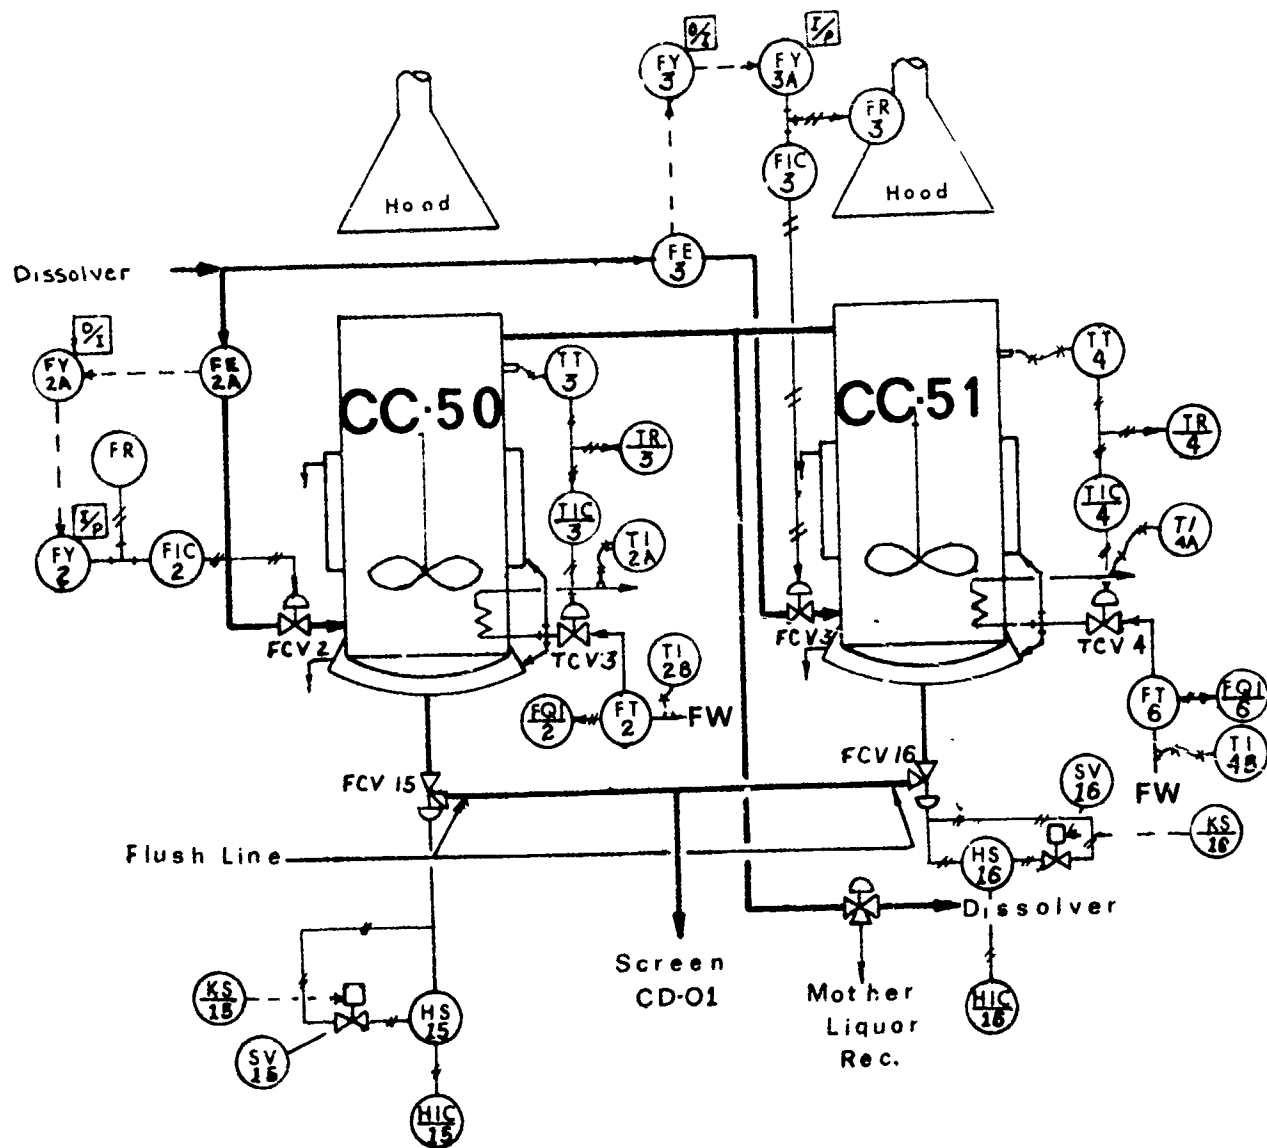 O/I
FY
3
I/P
FY
3A
FR
3
FIC
3
Hood
Hood
FE
3
Dissolver
O/I
FY
2A
FE
2A
FR
I/P
FY
2
FIC
2
FCV 2
CC-50
TT
3
TR
3
TIC
3
TI
2A
TCV 3
TI
2B
FQI
2
FT
2
FW
CC-51
TT
4
TR
4
TIC
4
TI
4A
FCV 3
TCV 4
FT
6
FQI
6
TI
4B
FW
FCV 15
FCV 16
SV
16
KS
16
HS
16
Flush Line
Dissolver
Screen
CD-01
Mother
Liquor
Rec.
HIC
16
KS
15
HS
15
SV
15
HIC
15